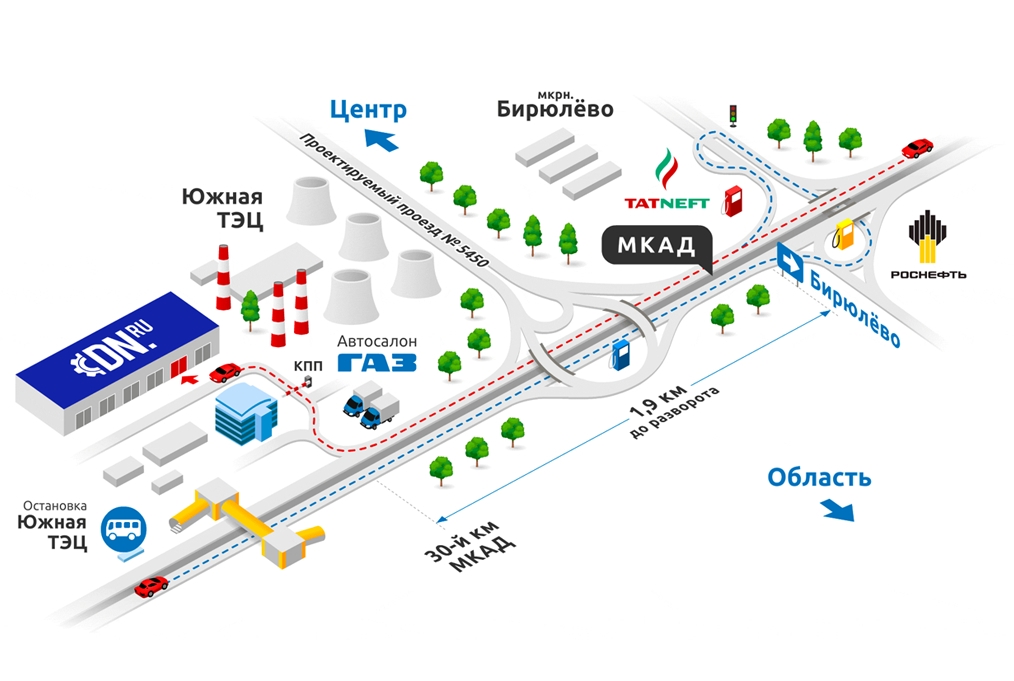 Центр
мкрн.
Бирюлёво
Проектируемый проезд № 5450
Южная
ТЭЦ
TATNEFT
МКАД
РОСНЕФТЬ
Бирюлёво
CDN.RU
КПП
Автосалон
ГАЗ
1,9 км
до разворота
Область
Остановка
Южная
ТЭЦ
30-й км
МКАД